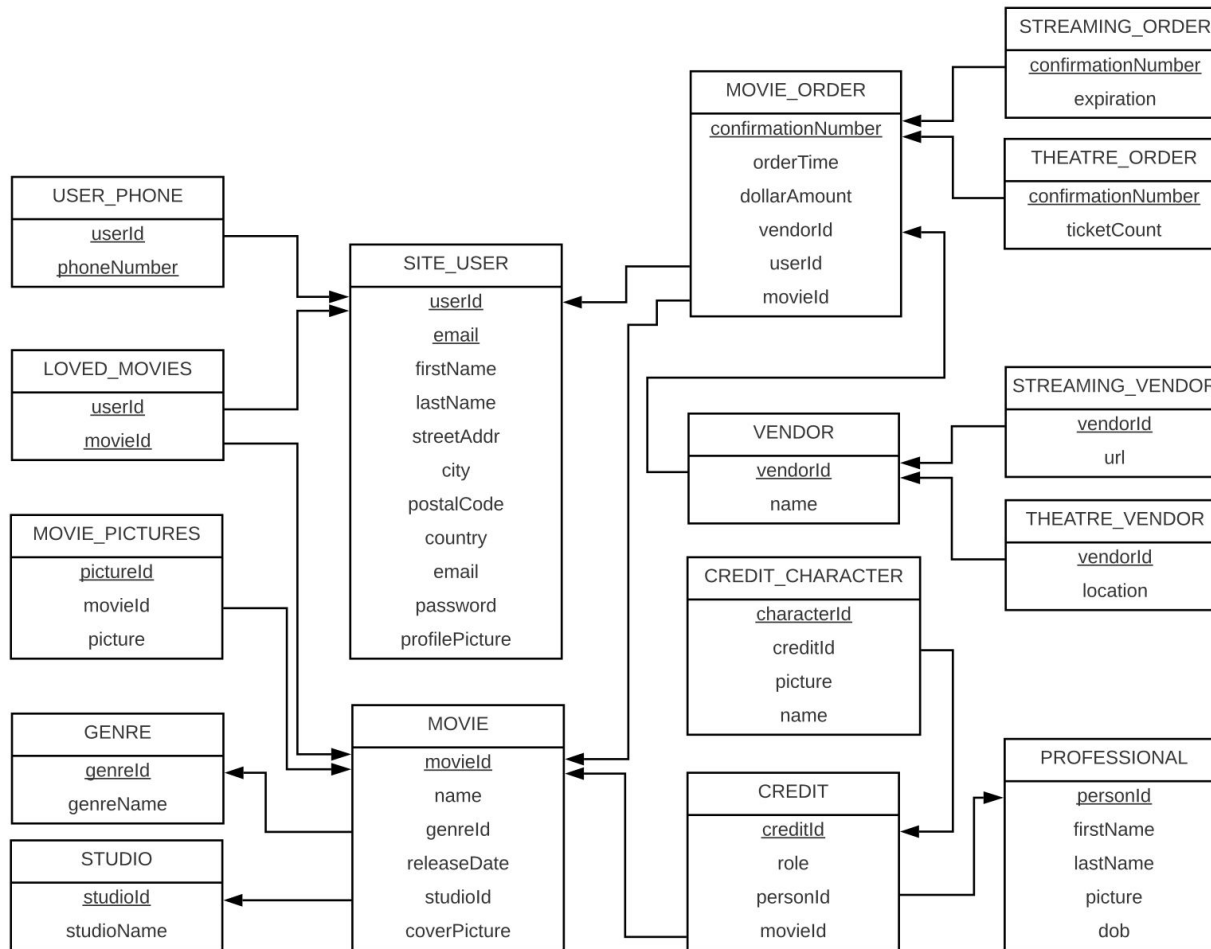 STREAMING_ORDER
confirmationNumber
expiration
MOVIE_ORDER
confirmationNumber
orderTime
dollarAmount
vendorId
userId
movieId
THEATRE_ORDER
confirmationNumber
ticketCount
USER_PHONE
userId
phoneNumber
SITE_USER
userId
email
firstName
lastName
streetAddr
city
postalCode
country
email
password
profilePicture
LOVED_MOVIES
userId
movieId
STREAMING_VENDOR
vendorId
url
VENDOR
vendorId
name
THEATRE_VENDOR
vendorId
location
MOVIE_PICTURES
pictureId
movieId
picture
CREDIT_CHARACTER
characterId
creditId
picture
name
GENRE
genreId
genreName
MOVIE
movieId
name
genreId
releaseDate
studioId
coverPicture
STUDIO
studioId
studioName
CREDIT
creditId
role
personId
movieId
PROFESSIONAL
personId
firstName
lastName
picture
dob